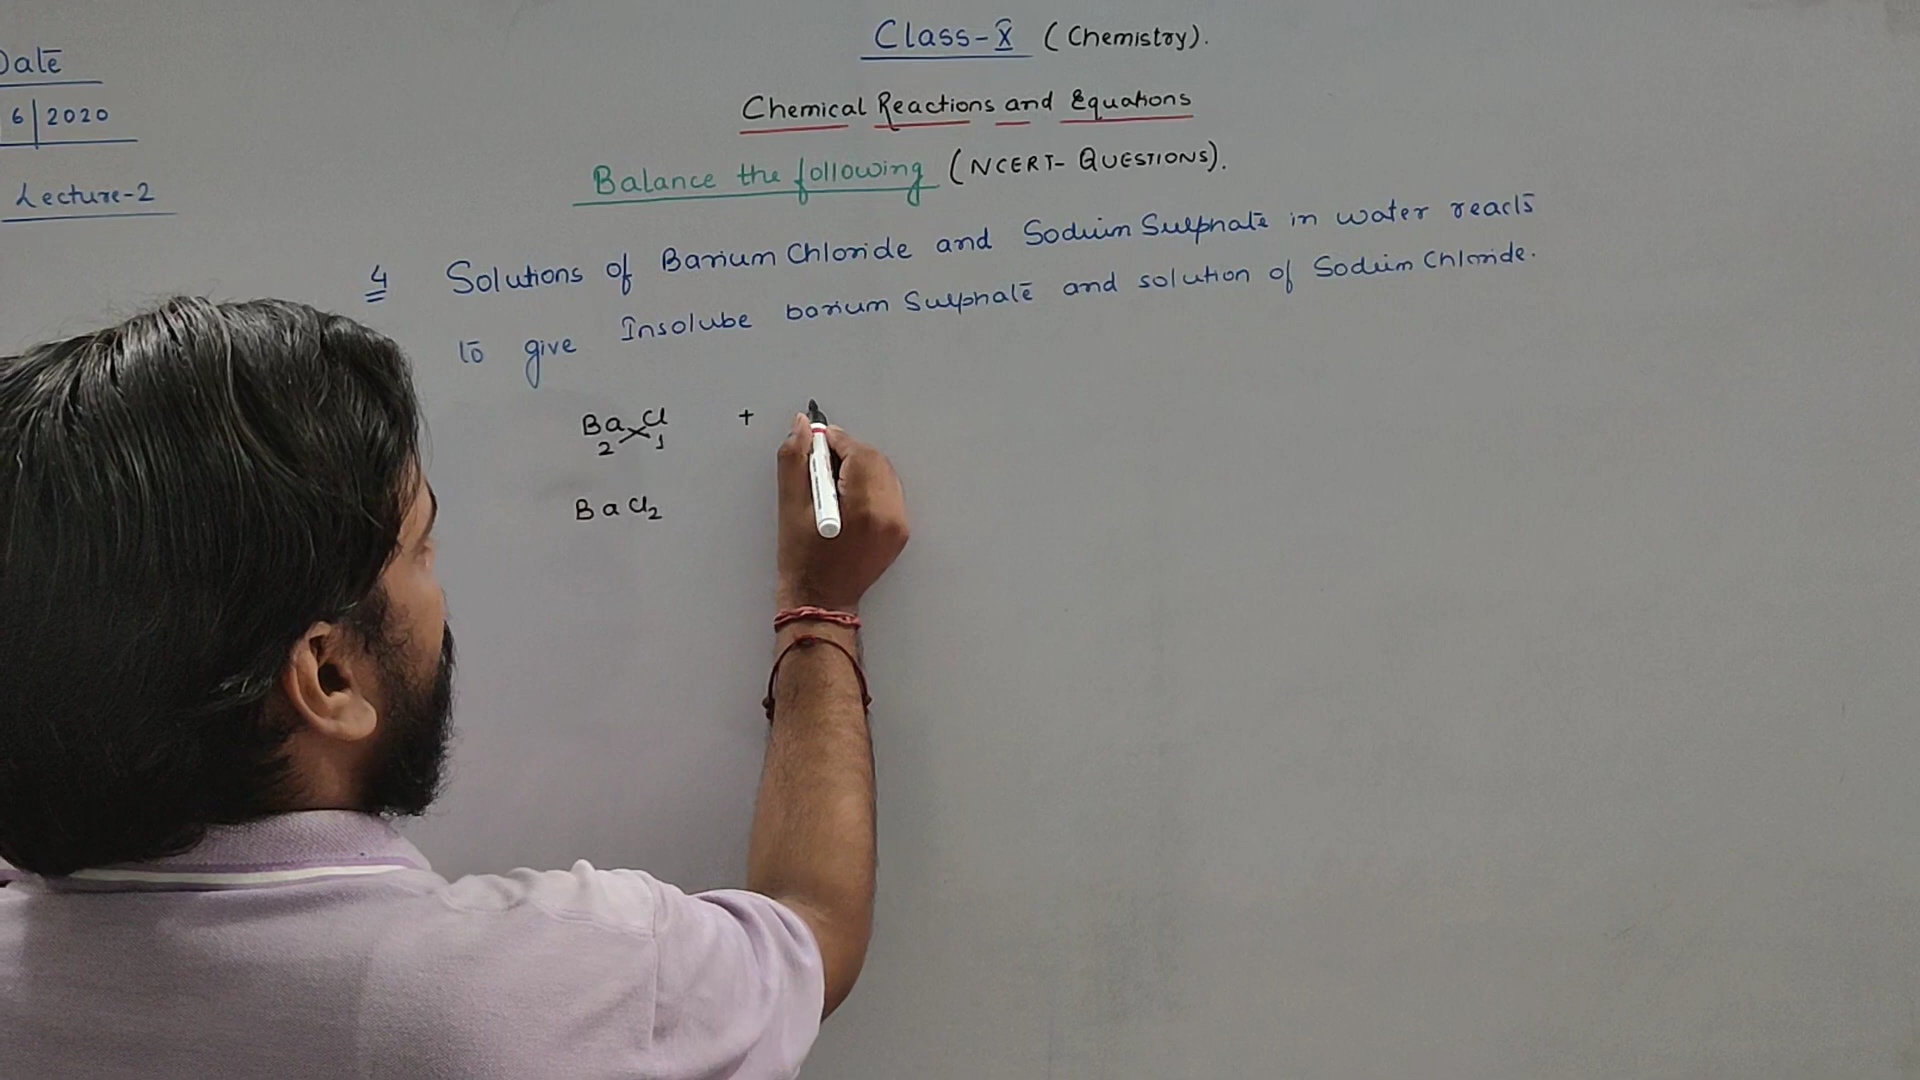 Date
6 | 2020
Lecture-2
Class-X (Chemistry).
Chemical Reactions and Equations
Balance the following (NCERT- QUESTIONS).
4 Solutions of Barium Chloride and Sodium Sulphate in water reacts
to give Insolube barium Sulphate and solution of Sodium Chloride.
Ba Cl +
2 1
BaCl2